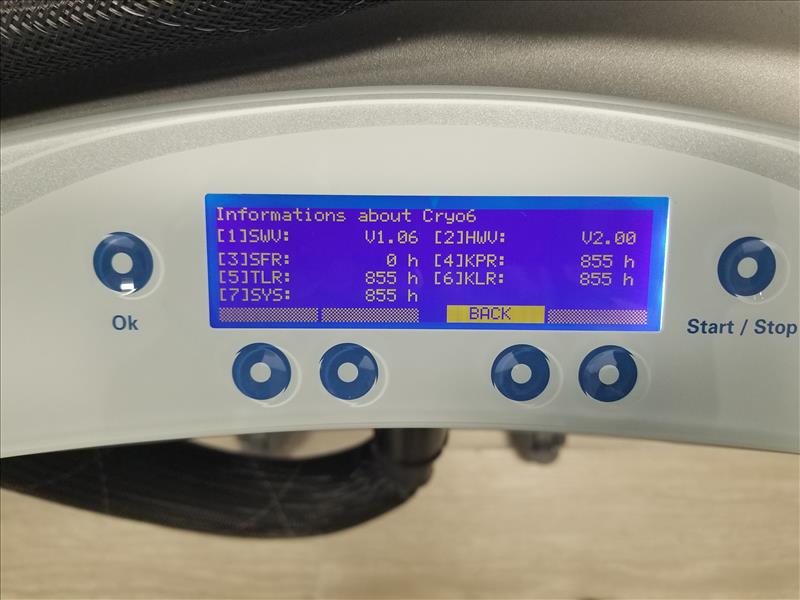 Informations about Cryo6
[1]SWV: V1.06 [2]HWV: V2.00
[3]SFR: 0 h [4]KPR: 855 h
[5]TLR: 855 h [6]KLR: 855 h
[7]SYS: 855 h
BACK
Ok
Start / Stop